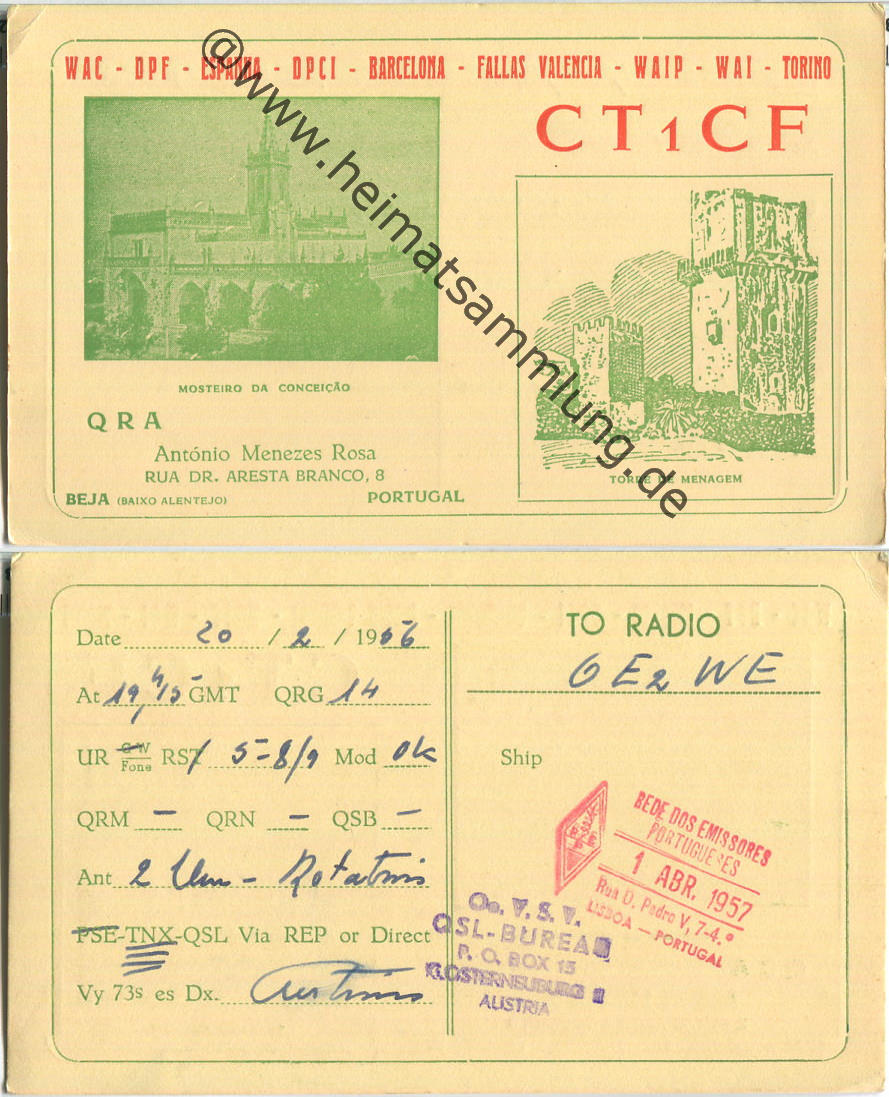 WAC - DPF - ESPAÑA - DPCI - BARCELONA - FALLAS VALENCIA - WAIP - WAI - TORINO
CT1CF
@www.heimatsammlung.de
MOSTEIRO DA CONCEIÇÃO
QRA
António Menezes Rosa
RUA DR. ARESTA BRANCO, 8
BEJA (BAIXO ALENTEJO) PORTUGAL
TORRE DE MENAGEM
Date 20 / 2 / 1956
At 19,15 GMT QRG 14
UR CW Fone RST 5-8/9 Mod OK
QRM – QRN – QSB –
Ant 2
PSE-TNX-QSL Via REP or Direct
Vy 73s es Dx.
TO RADIO
OE2WE
Ship
REP
REDE DOS EMISSORES
PORTUGUESES
1 ABR. 1957
Rua D. Pedro V, 7-4.º
LISBOA — PORTUGAL
Oe. V. S. V.
QSL-BUREAU
P. O. BOX 15
KLOSTERNEUBURG
AUSTRIA